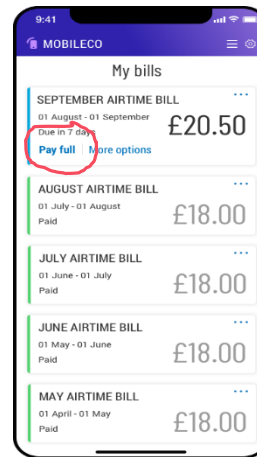 9:41
MOBILECO
My bills
SEPTEMBER AIRTIME BILL
01 August - 01 September
£20.50
Due in 7 days
Pay full More options
AUGUST AIRTIME BILL
01 July - 01 August
£18.00
Paid
JULY AIRTIME BILL
01 June - 01 July
£18.00
Paid
JUNE AIRTIME BILL
01 May - 01 June
£18.00
Paid
MAY AIRTIME BILL
01 April - 01 May
£18.00
Paid